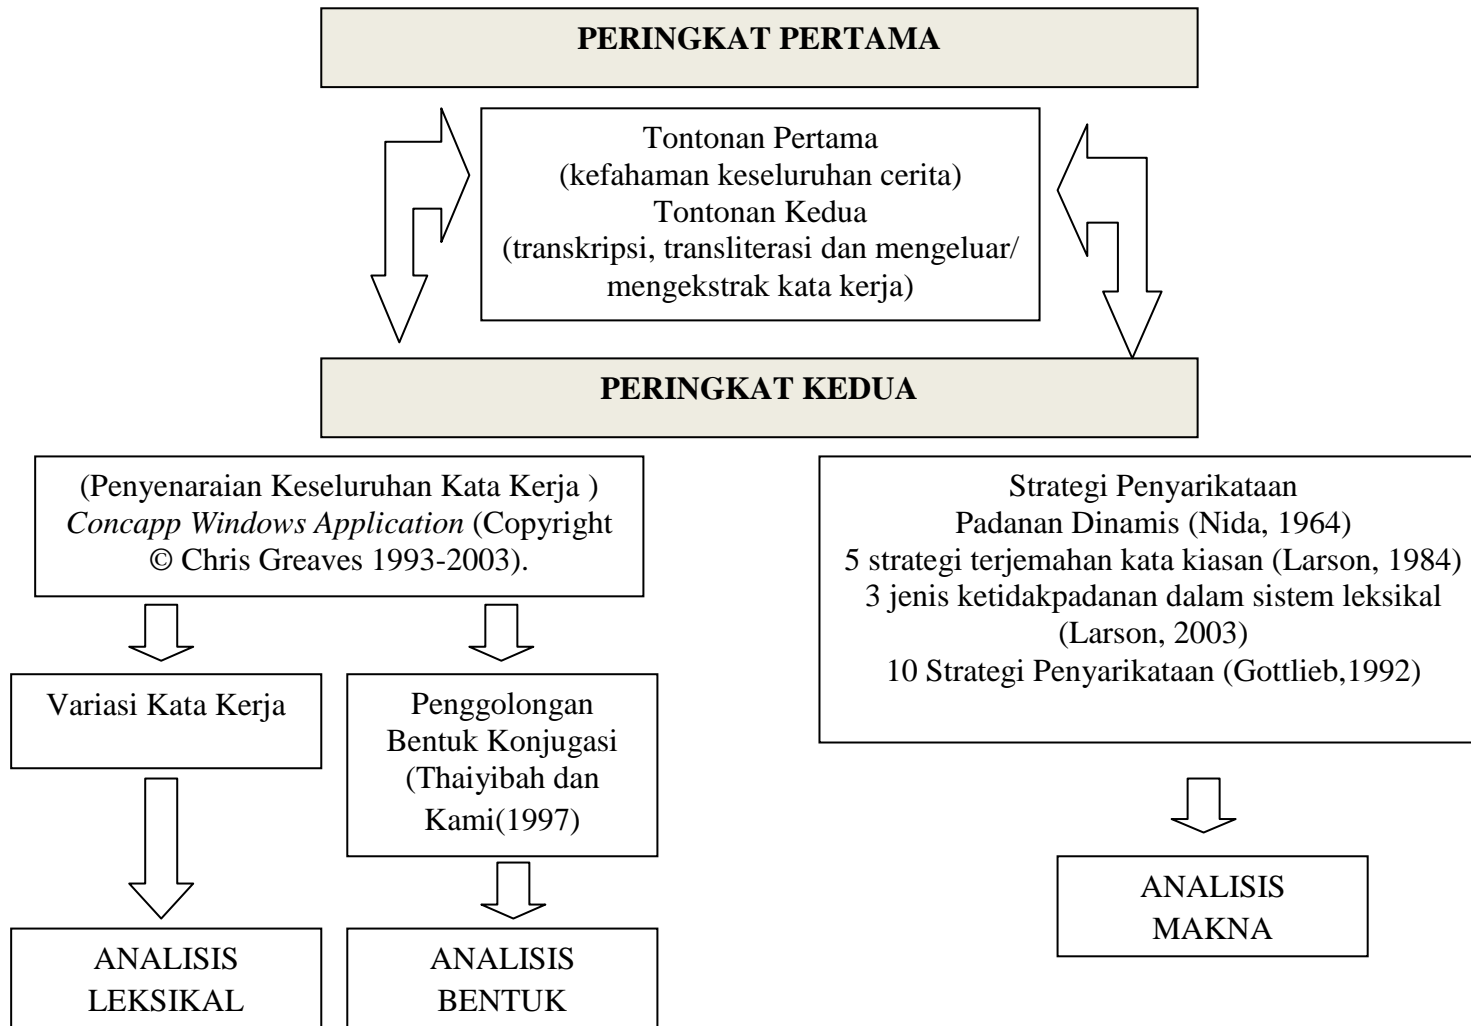 PERINGKAT PERTAMA
Tontonan Pertama
(kefahaman keseluruhan cerita)
Tontonan Kedua
(transkripsi, transliterasi dan mengeluar/
mengekstrak kata kerja)
PERINGKAT KEDUA
(Penyenaraian Keseluruhan Kata Kerja )
Concapp Windows Application (Copyright
© Chris Greaves 1993-2003).
Variasi Kata Kerja
Penggolongan
Bentuk Konjugasi
(Thaiyibah dan
Kami(1997)
ANALISIS
LEKSIKAL
ANALISIS
BENTUK
Strategi Penyarikataan
Padanan Dinamis (Nida, 1964)
5 strategi terjemahan kata kiasan (Larson, 1984)
3 jenis ketidakpadanan dalam sistem leksikal
(Larson, 2003)
10 Strategi Penyarikataan (Gottlieb,1992)
ANALISIS
MAKNA